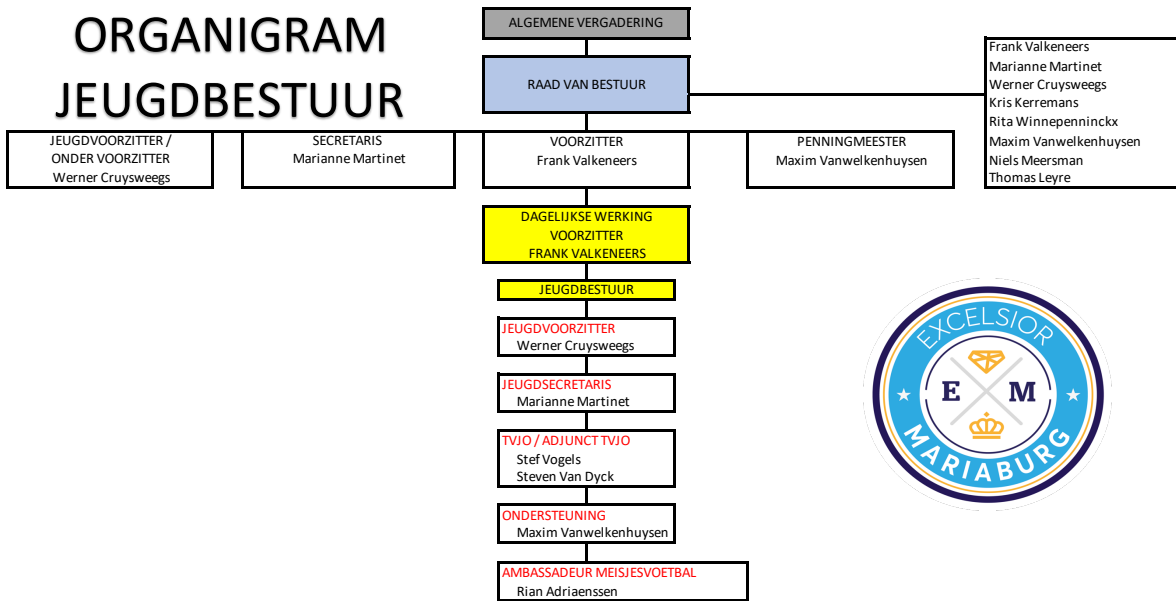 ORGANIGRAM
JEUGDBESTUUR
ALGEMENE VERGADERING
RAAD VAN BESTUUR
Frank Valkeneers
Marianne Martinet
Werner Cruysweegs
Kris Kerremans
Rita Winnepenninckx
Maxim Vanwelkenhuysen
Niels Meersman
Thomas Leyre
JEUGDVOORZITTER /
ONDER VOORZITTER
Werner Cruysweegs
SECRETARIS
Marianne Martinet
VOORZITTER
Frank Valkeneers
PENNINGMEESTER
Maxim Vanwelkenhuysen
DAGELIJKSE WERKING
VOORZITTER
FRANK VALKENEERS
JEUGDBESTUUR
JEUGDVOORZITTER
Werner Cruysweegs
JEUGDSECRETARIS
Marianne Martinet
TVJO / ADJUNCT TVJO
Stef Vogels
Steven Van Dyck
ONDERSTEUNING
Maxim Vanwelkenhuysen
AMBASSADEUR MEISJESVOETBAL
Rian Adriaenssen
EXCELSIOR
E M
MARIABURG